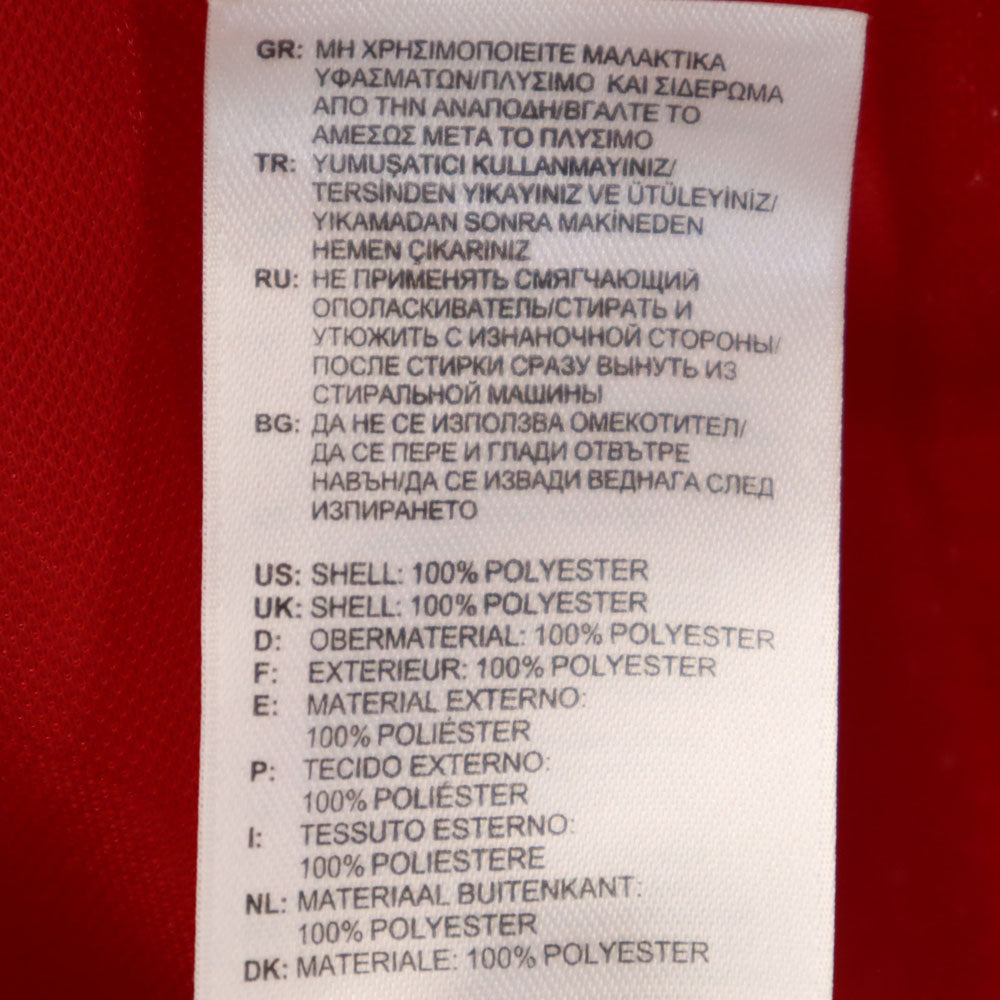 GR: ΜΗ ΧΡΗΣΙΜΟΠΟΙΕΙΤΕ ΜΑΛΑΚΤΙΚΑ
ΥΦΑΣΜΑΤΩΝ/ΠΛΥΣΙΜΟ ΚΑΙ ΣΙΔΕΡΩΜΑ
ΑΠΟ ΤΗΝ ΑΝΑΠΟΔΗ/ΒΓΑΛΤΕ ΤΟ
ΑΜΕΣΩΣ ΜΕΤΑ ΤΟ ΠΛΥΣΙΜΟ
TR: YUMUŞATICI KULLANMAYINIZ/
TERSİNDEN YIKAYINIZ VE ÜTÜLEYİNİZ/
YIKAMADAN SONRA MAKİNEDEN
HEMEN ÇIKARINIZ
RU: НЕ ПРИМЕНЯТЬ СМЯГЧАЮЩИЙ
ОПОЛАСКИВАТЕЛЬ/СТИРАТЬ И
УТЮЖИТЬ С ИЗНАНОЧНОЙ СТОРОНЫ/
ПОСЛЕ СТИРКИ СРАЗУ ВЫНУТЬ ИЗ
СТИРАЛЬНОЙ МАШИНЫ
BG: ДА НЕ СЕ ИЗПОЛЗВА ОМЕКОТИТЕЛ/
ДА СЕ ПЕРЕ И ГЛАДИ ОТВЪТРЕ
НАВЪН/ДА СЕ ИЗВАДИ ВЕДНАГА СЛЕД
ИЗПИРАНЕТО
US: SHELL: 100% POLYESTER
UK: SHELL: 100% POLYESTER
D: OBERMATERIAL: 100% POLYESTER
F: EXTERIEUR: 100% POLYESTER
E: MATERIAL EXTERNO:
100% POLIÉSTER
P: TECIDO EXTERNO:
100% POLIÉSTER
I: TESSUTO ESTERNO:
100% POLIESTERE
NL: MATERIAAL BUITENKANT:
100% POLYESTER
DK: MATERIALE: 100% POLYESTER